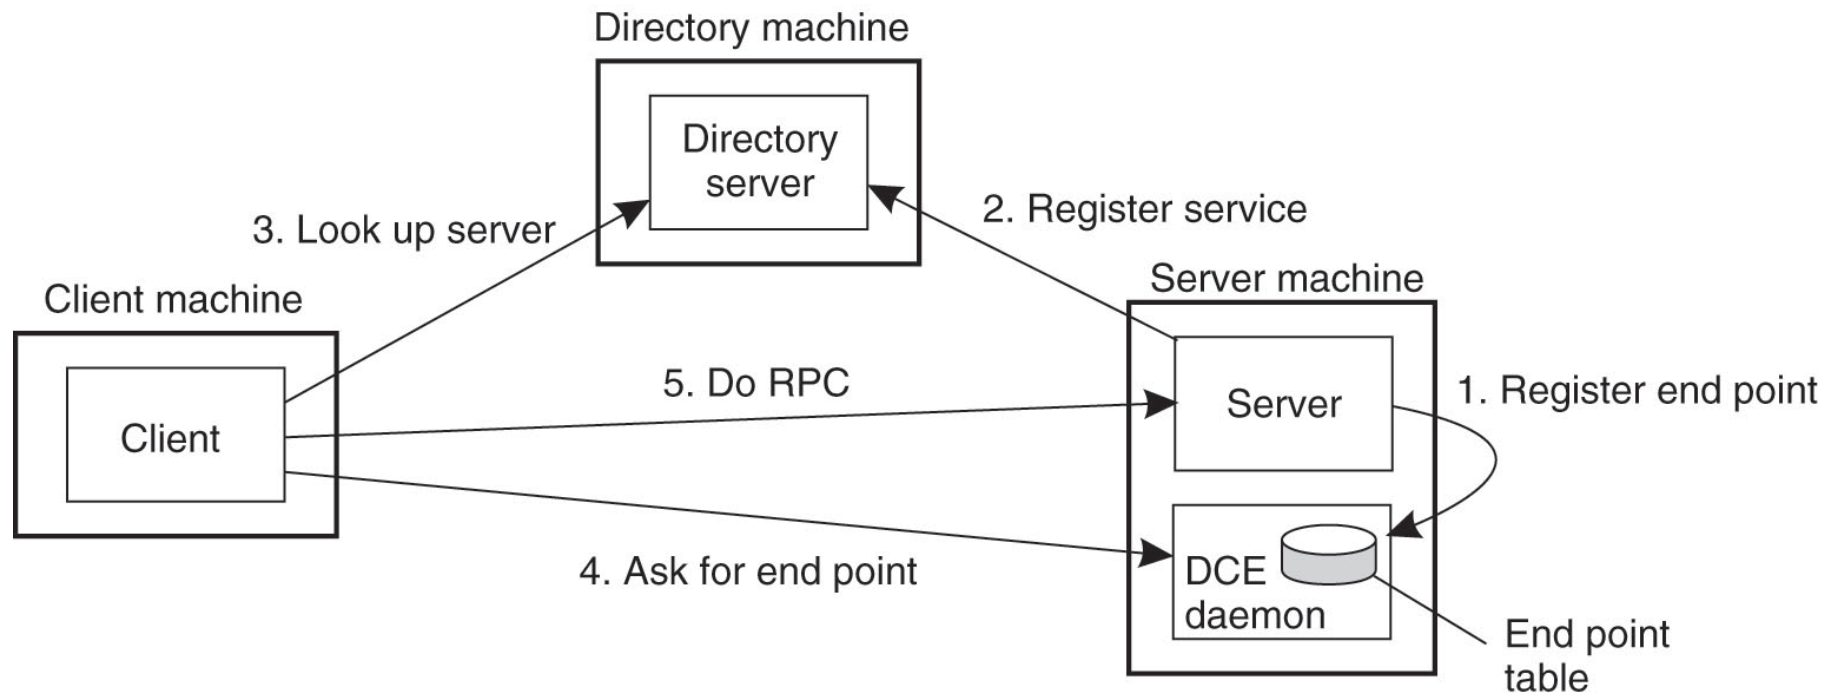 Directory machine
Directory
server
2. Register service
3. Look up server
Server machine
Client machine
5. Do RPC
1. Register end point
Server
Client
4. Ask for end point
DCE
daemon
End point
table